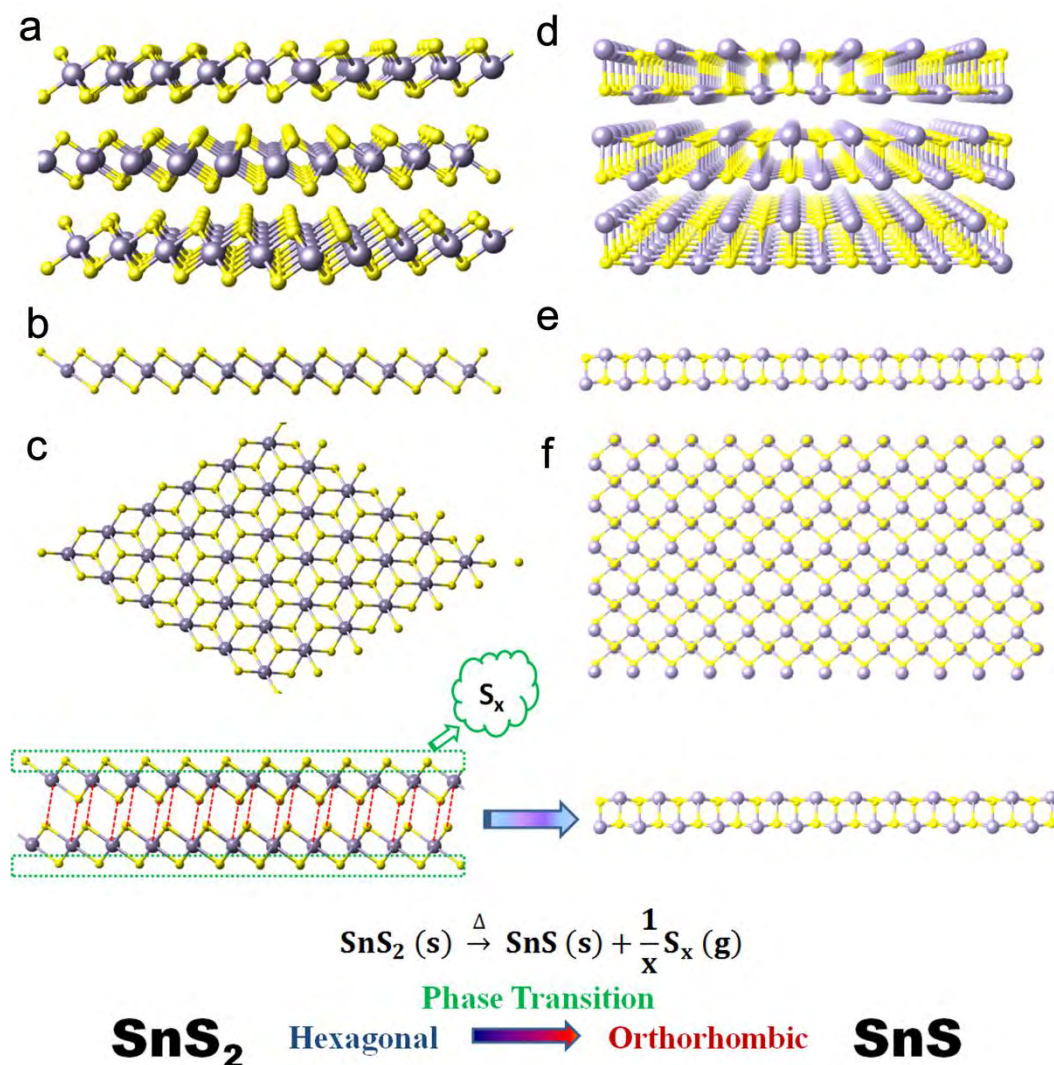 a
d
b
e
c
f
Sₓ
SnS₂ (s) →(Δ) SnS (s) + 1/x Sₓ (g)
Phase Transition
SnS₂ Hexagonal Orthorhombic SnS